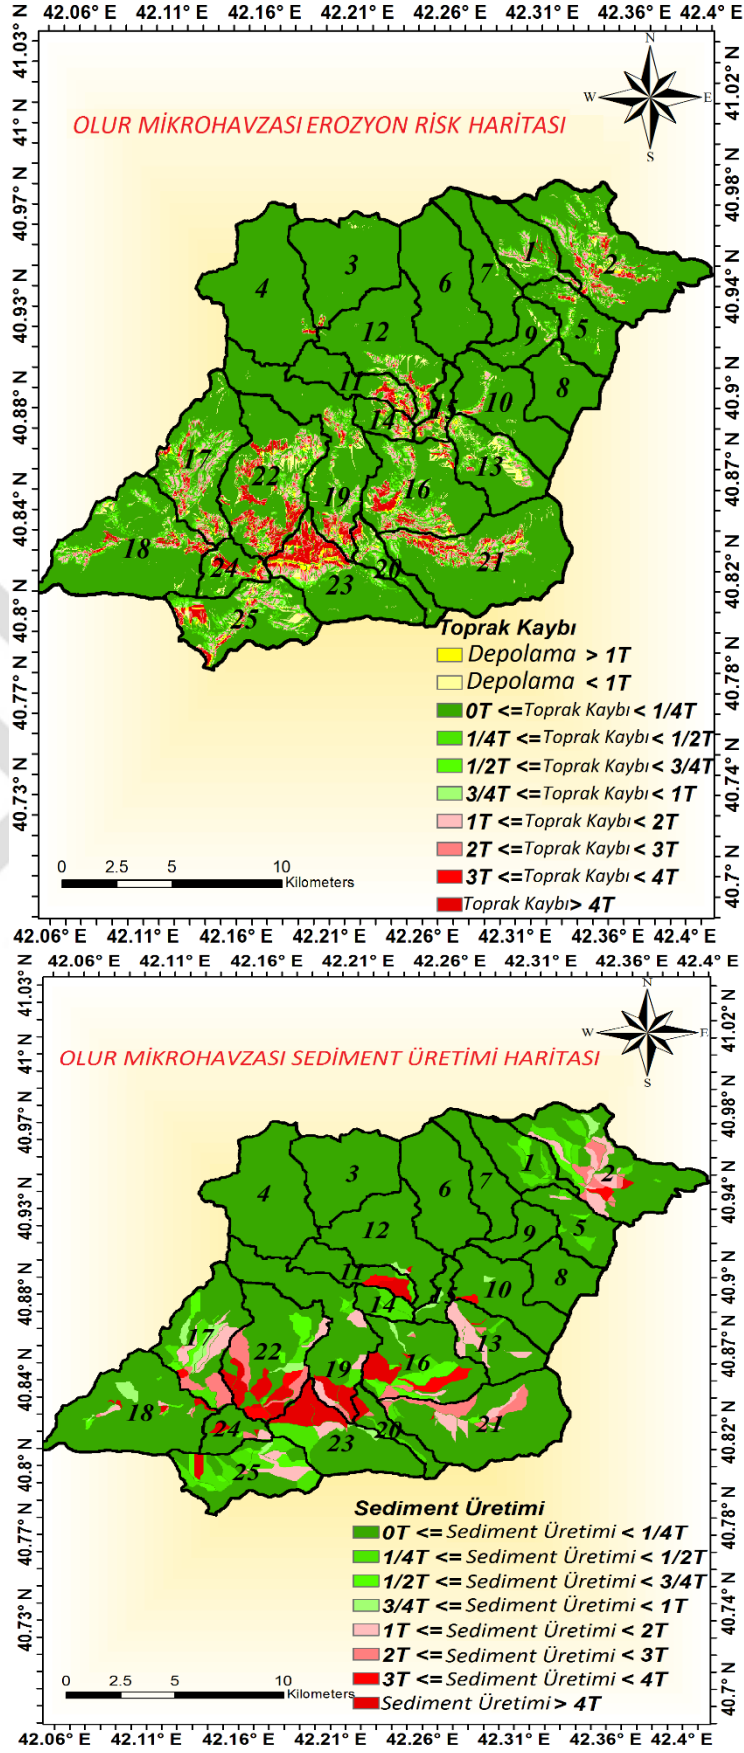 42.06° E 42.11° E 42.16° E 42.21° E 42.26° E 42.31° E 42.36° E 42.4° E
41.03° N
41° N
40.97° N
40.93° N
40.88° N
40.84° N
40.8° N
40.77° N
40.73° N
41.02° N
40.98° N
40.94° N
40.9° N
40.87° N
40.82° N
40.78° N
40.74° N
40.7° N
N
W E
S
OLUR MİKROHAVZASI EROZYON RİSK HARİTASI
1
2
3
4
5
6
7
8
9
10
11
12
13
14
15
16
17
18
19
20
21
22
23
24
25
Toprak Kaybı
Depolama > 1T
Depolama < 1T
0T <=Toprak Kaybı< 1/4T
1/4T <=Toprak Kaybı< 1/2T
1/2T <=Toprak Kaybı< 3/4T
3/4T <=Toprak Kaybı< 1T
1T <=Toprak Kaybı< 2T
2T <=Toprak Kaybı< 3T
3T <=Toprak Kaybı< 4T
Toprak Kaybı> 4T
0 2.5 5 10
Kilometers
42.06° E 42.11° E 42.16° E 42.21° E 42.26° E 42.31° E 42.36° E 42.4° E
42.06° E 42.11° E 42.16° E 42.21° E 42.26° E 42.31° E 42.36° E 42.4° E
41.03° N
41° N
40.97° N
40.93° N
40.88° N
40.84° N
40.8° N
40.77° N
40.73° N
41.02° N
40.98° N
40.94° N
40.9° N
40.87° N
40.82° N
40.78° N
40.74° N
40.7° N
N
W E
S
OLUR MİKROHAVZASI SEDİMENT ÜRETİMİ HARİTASI
1
2
3
4
5
6
7
8
9
10
11
12
13
14
15
16
17
18
19
20
21
22
23
24
25
Sediment Üretimi
0T <= Sediment Üretimi < 1/4T
1/4T <= Sediment Üretimi < 1/2T
1/2T <= Sediment Üretimi < 3/4T
3/4T <= Sediment Üretimi < 1T
1T <= Sediment Üretimi < 2T
2T <= Sediment Üretimi < 3T
3T <= Sediment Üretimi < 4T
Sediment Üretimi > 4T
0 2.5 5 10
Kilometers
42.06° E 42.11° E 42.16° E 42.21° E 42.26° E 42.31° E 42.36° E 42.4° E